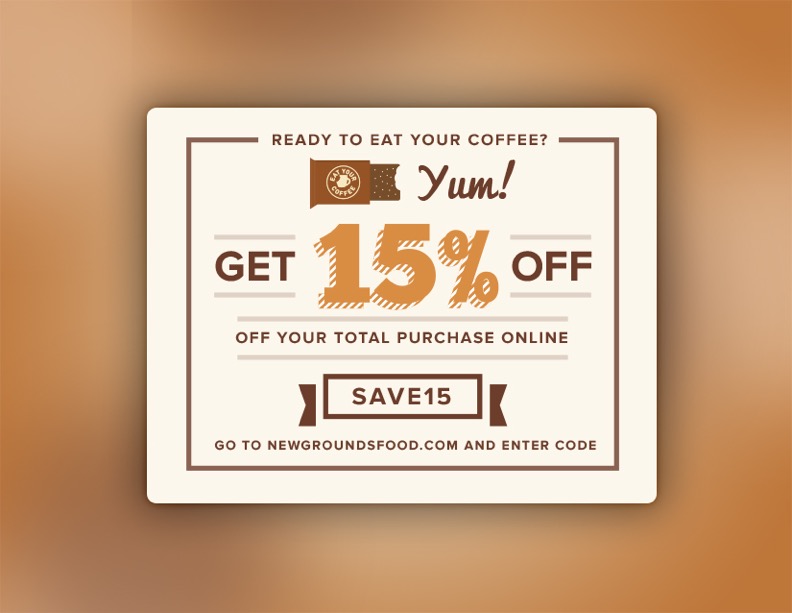 READY TO EAT YOUR COFFEE?
EAT YOUR
COFFEE
Yum!
GET 15% OFF
OFF YOUR TOTAL PURCHASE ONLINE
SAVE15
GO TO NEWGROUNDSFOOD.COM AND ENTER CODE